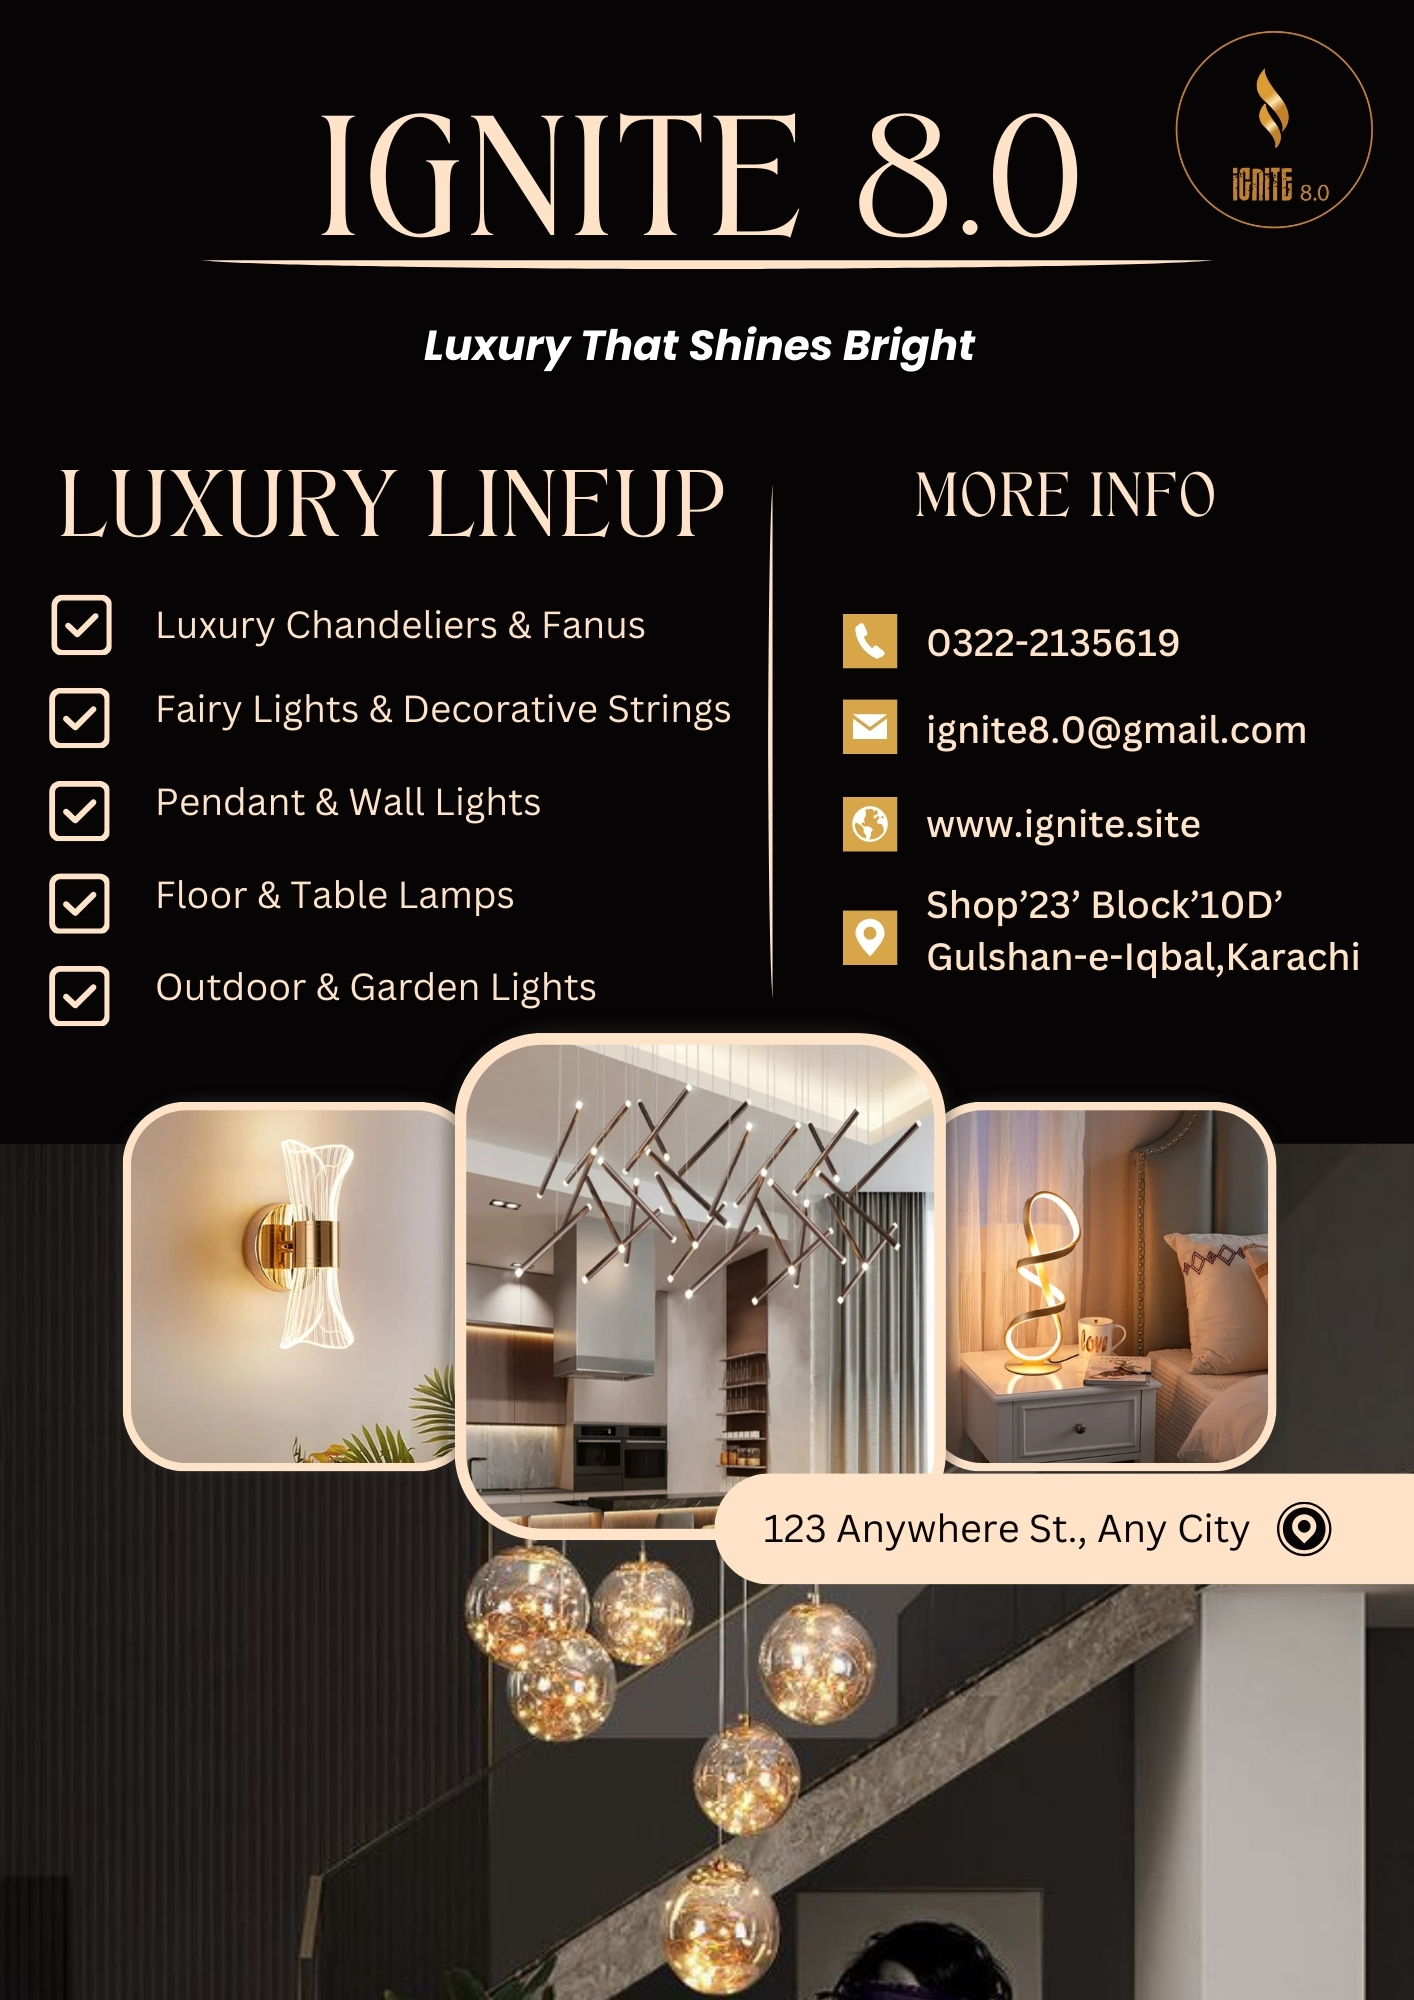 IGNITE 8.0
IGNITE 8.0
Luxury That Shines Bright
LUXURY LINEUP
Luxury Chandeliers & Fanus
Fairy Lights & Decorative Strings
Pendant & Wall Lights
Floor & Table Lamps
Outdoor & Garden Lights
MORE INFO
0322-2135619
ignite8.0@gmail.com
www.ignite.site
Shop’23’ Block’10D’
Gulshan-e-Iqbal,Karachi
love
123 Anywhere St., Any City